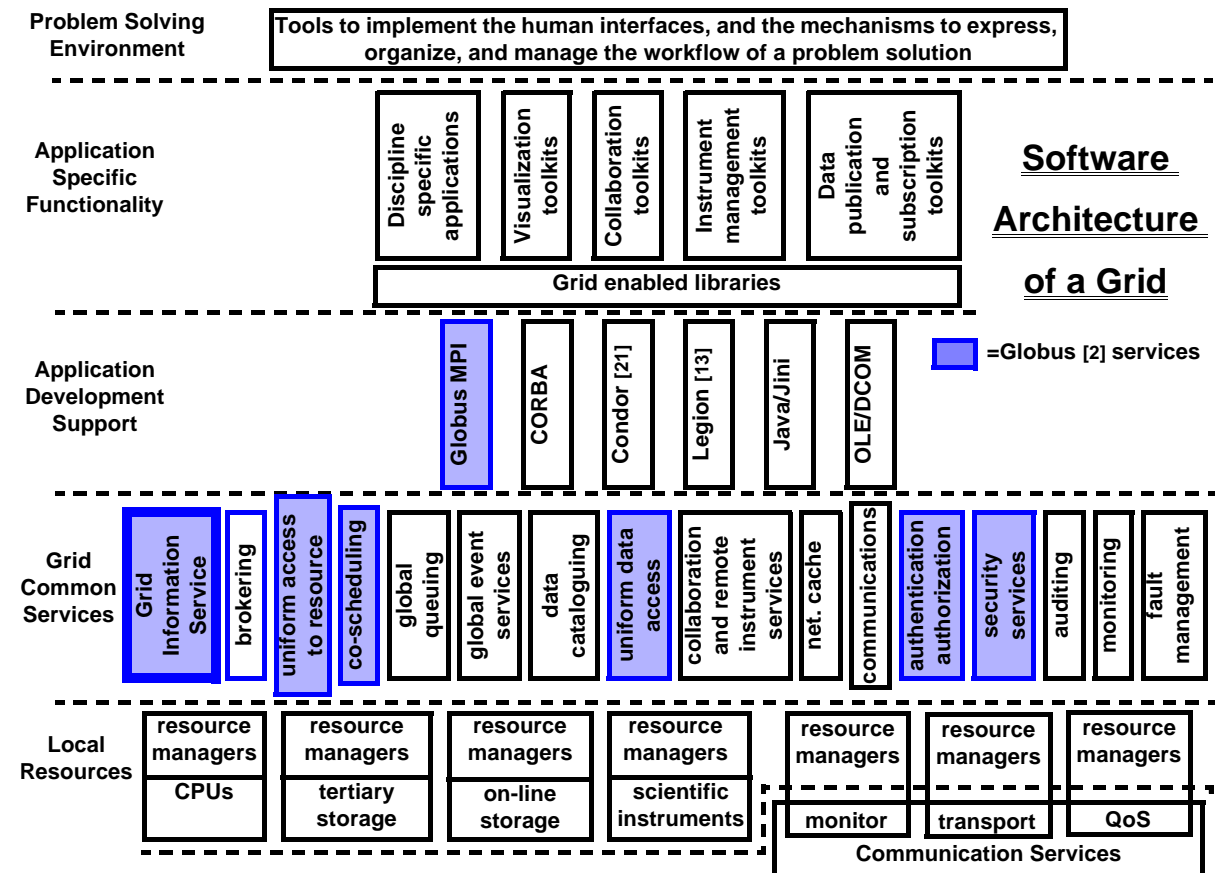 Problem Solving
Environment
Tools to implement the human interfaces, and the mechanisms to express,
organize, and manage the workflow of a problem solution
Application
Specific
Functionality
Discipline
specific
applications
Visualization
toolkits
Collaboration
toolkits
Instrument
management
toolkits
Data
publication
and
subscription
toolkits
Grid enabled libraries
Software
Architecture
of a Grid
=Globus [2] services
Application
Development
Support
Globus MPI
CORBA
Condor [21]
Legion [13]
Java/Jini
OLE/DCOM
Grid
Common
Services
Grid
Information
Service
brokering
uniform access
to resource
co-scheduling
global
queuing
global event
services
data
cataloguing
uniform data
access
collaboration
and remote
instrument
services
net. cache
communications
authentication
authorization
security
services
auditing
monitoring
fault
management
Local
Resources
resource
managers
CPUs
resource
managers
tertiary
storage
resource
managers
on-line
storage
resource
managers
scientific
instruments
resource
managers
monitor
resource
managers
transport
resource
managers
QoS
Communication Services